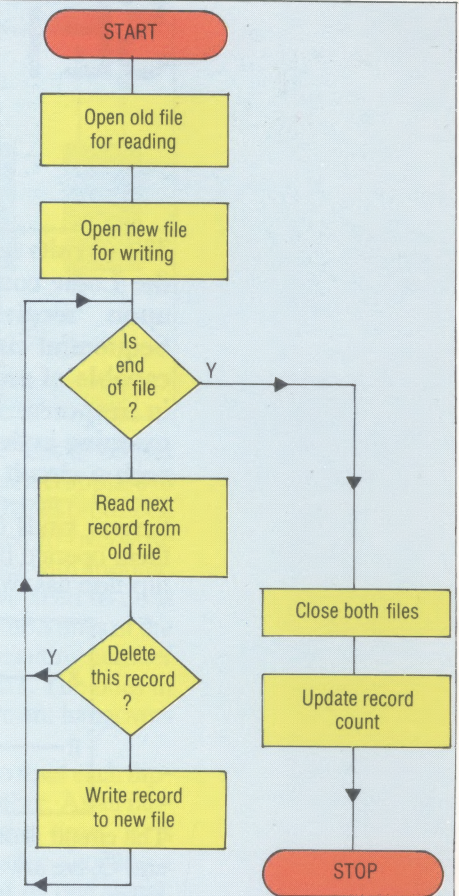 START
Open old file
for reading
Open new file
for writing
Is
end
of file
?
Y
Read next
record from
old file
Delete
this record
?
Y
Write record
to new file
Close both files
Update record
count
STOP